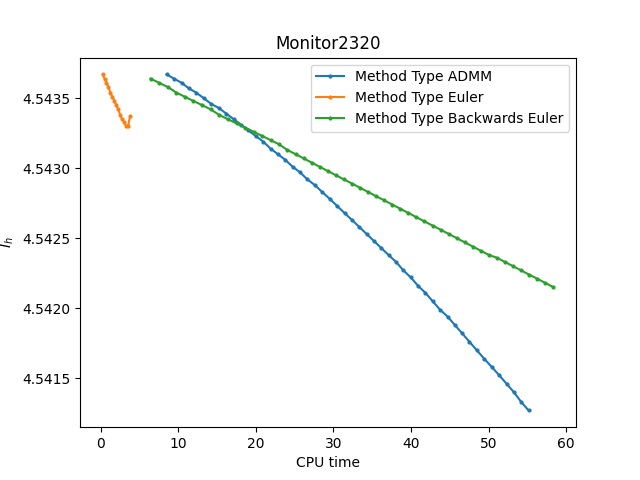 Monitor2320
Method Type ADMM
Method Type Euler
Method Type Backwards Euler
4.5435
4.5430
4.5425
4.5420
4.5415
I_h
0 10 20 30 40 50 60
CPU time